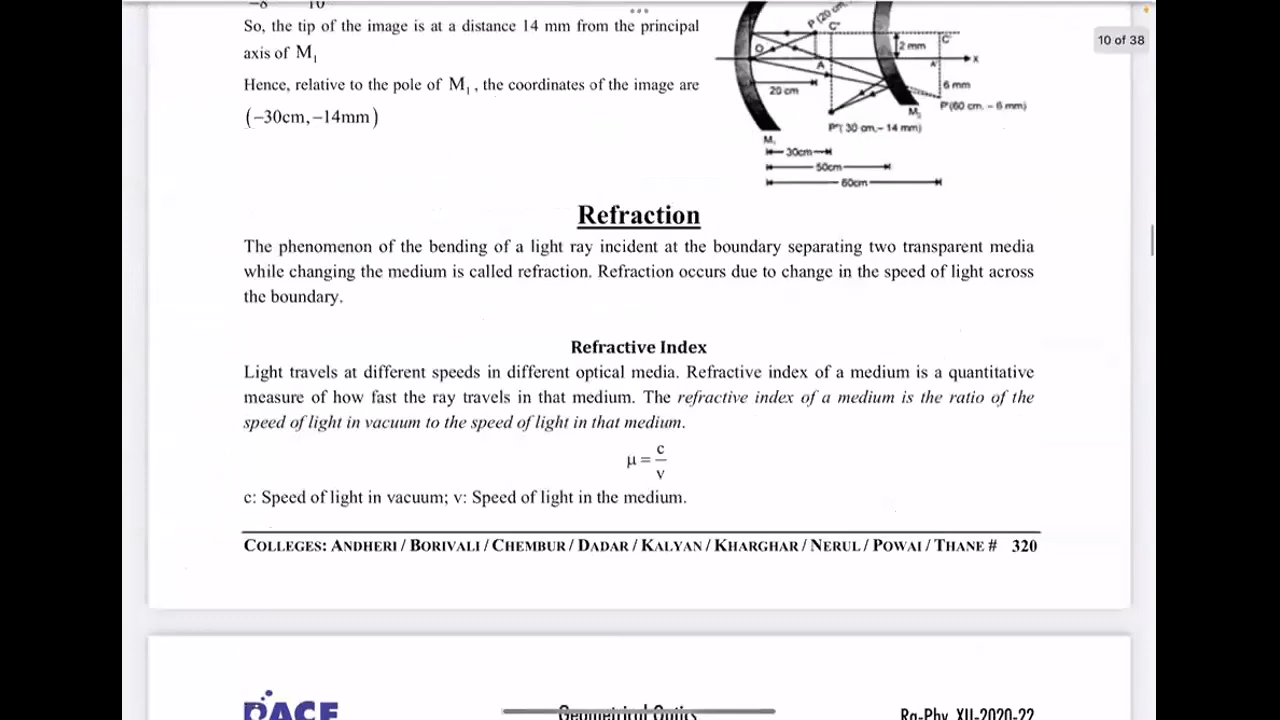 -8 10
So, the tip of the image is at a distance 14 mm from the principal
axis of M₁
Hence, relative to the pole of M₁, the coordinates of the image are
(−30cm,−14mm)
P (20 cm,
C"
O
A
2 mm
C'
X
A'
20 cm
6 mm
P'(60 cm, - 6 mm)
M₂
P"( 30 cm,- 14 mm)
M₁
30cm
50cm
60cm
10 of 38
Refraction
The phenomenon of the bending of a light ray incident at the boundary separating two transparent media
while changing the medium is called refraction. Refraction occurs due to change in the speed of light across
the boundary.
Refractive Index
Light travels at different speeds in different optical media. Refractive index of a medium is a quantitative
measure of how fast the ray travels in that medium. The refractive index of a medium is the ratio of the
speed of light in vacuum to the speed of light in that medium.
μ = c/v
c: Speed of light in vacuum; v: Speed of light in the medium.
COLLEGES: ANDHERI / BORIVALI / CHEMBUR / DADAR / KALYAN / KHARGHAR / NERUL / POWAI / THANE # 320
PACE
Geometrical Optics
Ra-Phy_XII-2020-22